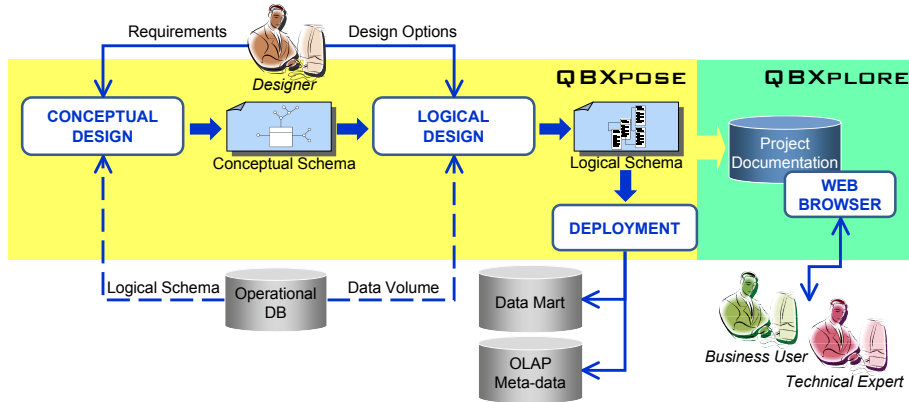 Requirements
Design Options
Designer
QBXPOSE
QBXPLORE
CONCEPTUAL
DESIGN
Conceptual Schema
LOGICAL
DESIGN
Logical Schema
Project
Documentation
WEB
BROWSER
DEPLOYMENT
Logical Schema
Operational
DB
Data Volume
Data Mart
OLAP
Meta-data
Business User
Technical Expert